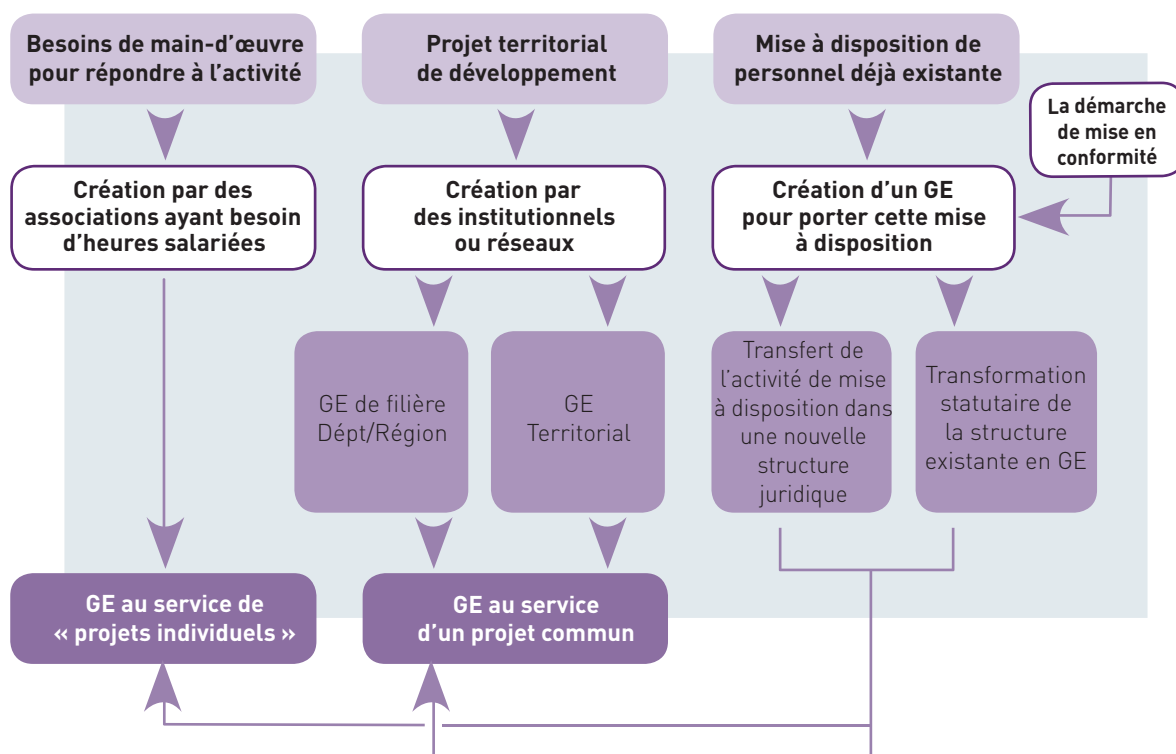 Besoins de main-d'œuvre
pour répondre à l'activité
Projet territorial
de développement
Mise à disposition de
personnel déjà existante
La démarche
de mise en
conformité
Création par des
associations ayant besoin
d'heures salariées
Création par
des institutionnels
ou réseaux
Création d'un GE
pour porter cette mise
à disposition
GE de filière
Dépt/Région
GE
Territorial
Transfert de
l'activité de mise
à disposition dans
une nouvelle
structure
juridique
Transformation
statutaire de
la structure
existante en GE
GE au service de
« projets individuels »
GE au service
d'un projet commun